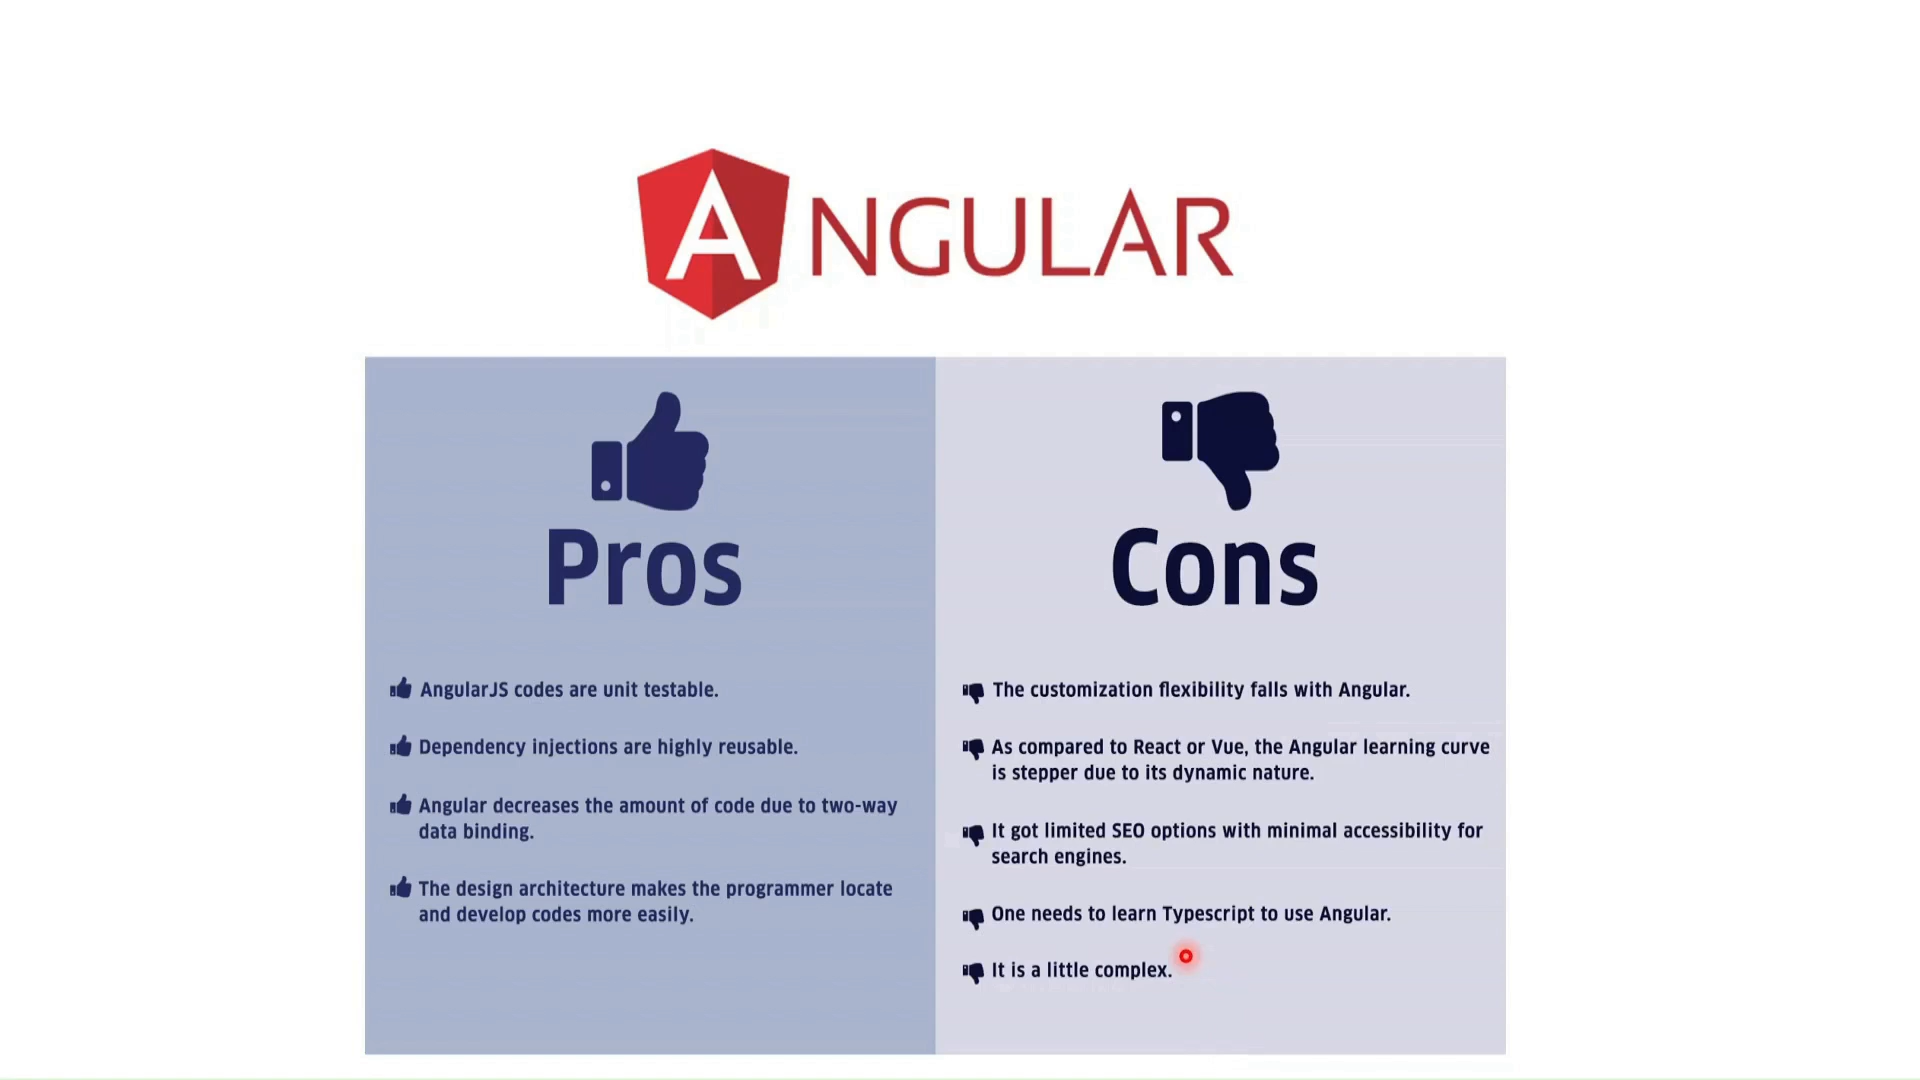 ANGULAR
Pros
AngularJS codes are unit testable.
Dependency injections are highly reusable.
Angular decreases the amount of code due to two-way
data binding.
The design architecture makes the programmer locate
and develop codes more easily.
Cons
The customization flexibility falls with Angular.
As compared to React or Vue, the Angular learning curve
is stepper due to its dynamic nature.
It got limited SEO options with minimal accessibility for
search engines.
One needs to learn Typescript to use Angular.
It is a little complex.